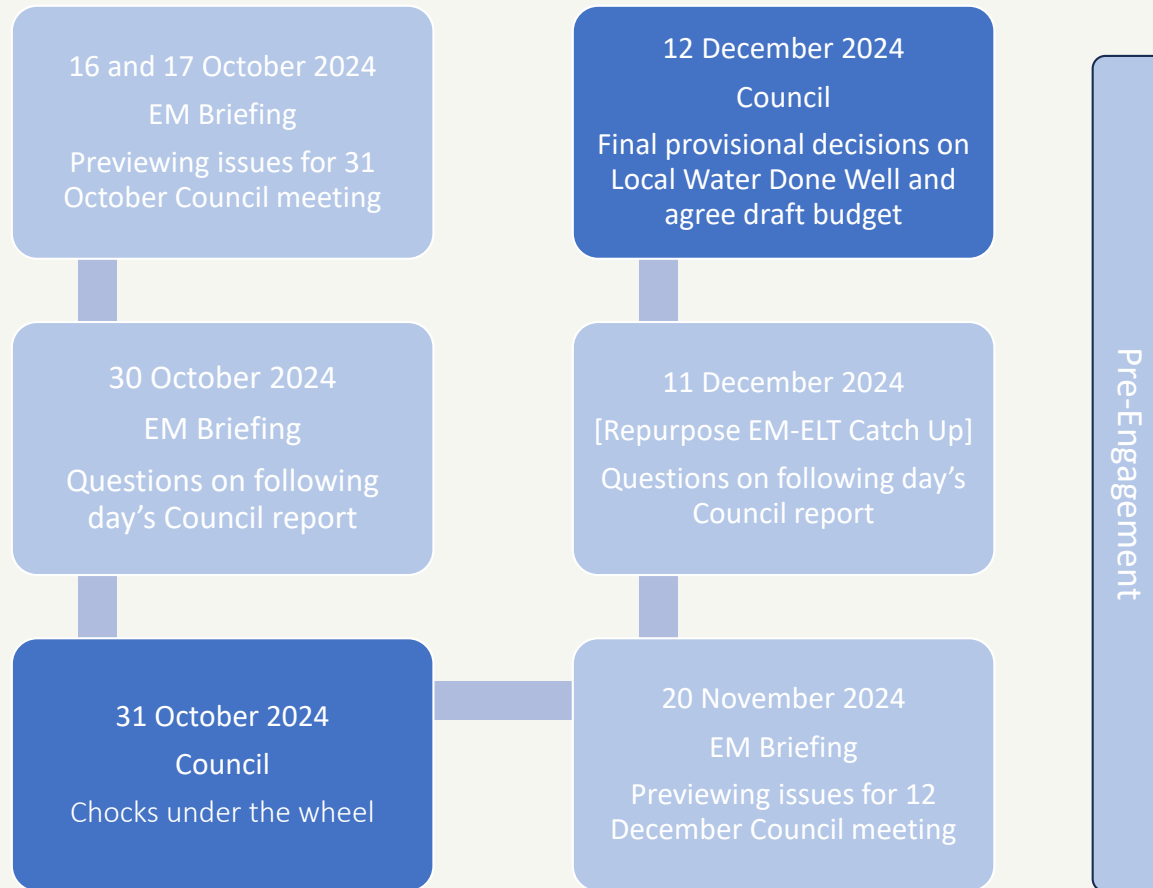 16 and 17 October 2024
EM Briefing
Previewing issues for 31
October Council meeting
30 October 2024
EM Briefing
Questions on following
day’s Council report
31 October 2024
Council
Chocks under the wheel
20 November 2024
EM Briefing
Previewing issues for 12
December Council meeting
11 December 2024
[Repurpose EM-ELT Catch Up]
Questions on following day’s
Council report
12 December 2024
Council
Final provisional decisions on
Local Water Done Well and
agree draft budget
Pre-Engagement